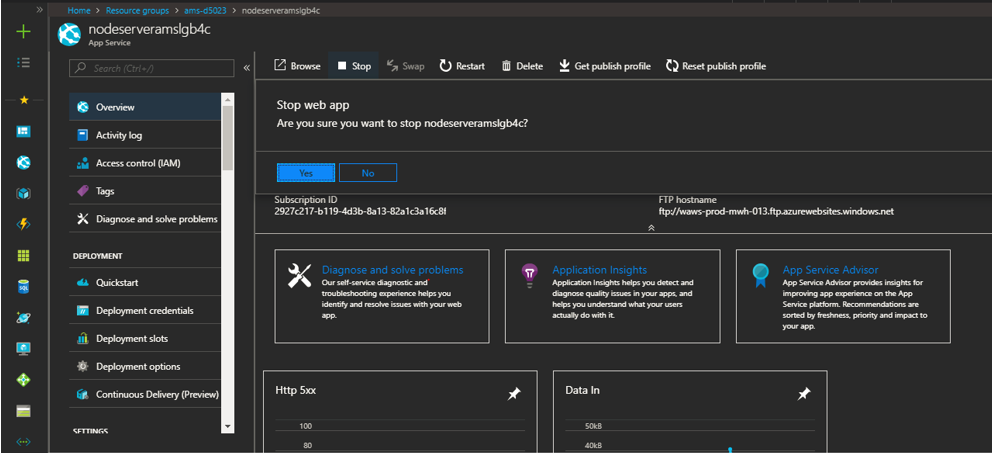 Home > Resource groups > ams-d5023 > nodeserveramslgb4c
nodeserveramslgb4c
App Service
Search (Ctrl+/)
Overview
Activity log
Access control (IAM)
Tags
Diagnose and solve problems
DEPLOYMENT
Quickstart
Deployment credentials
Deployment slots
Deployment options
Continuous Delivery (Preview)
SETTINGS
Browse Stop Swap Restart Delete Get publish profile Reset publish profile
Stop web app
Are you sure you want to stop nodeserveramslgb4c?
Yes No
Subscription ID
2927c217-b119-4d3b-8a13-82a1c3a16c8f
FTP hostname
ftp://waws-prod-mwh-013.ftp.azurewebsites.windows.net
Diagnose and solve problems
Our self-service diagnostic and
troubleshooting experience helps you
identify and resolve issues with your web
app.
Application Insights
Application Insights helps you detect and
diagnose quality issues in your apps, and
helps you understand what your users
actually do with it.
App Service Advisor
App Service Advisor provides insights for
improving app experience on the App
Service platform. Recommendations are
sorted by freshness, priority and impact to
your app.
Http 5xx
100
80
Data In
50kB
40kB
SQL